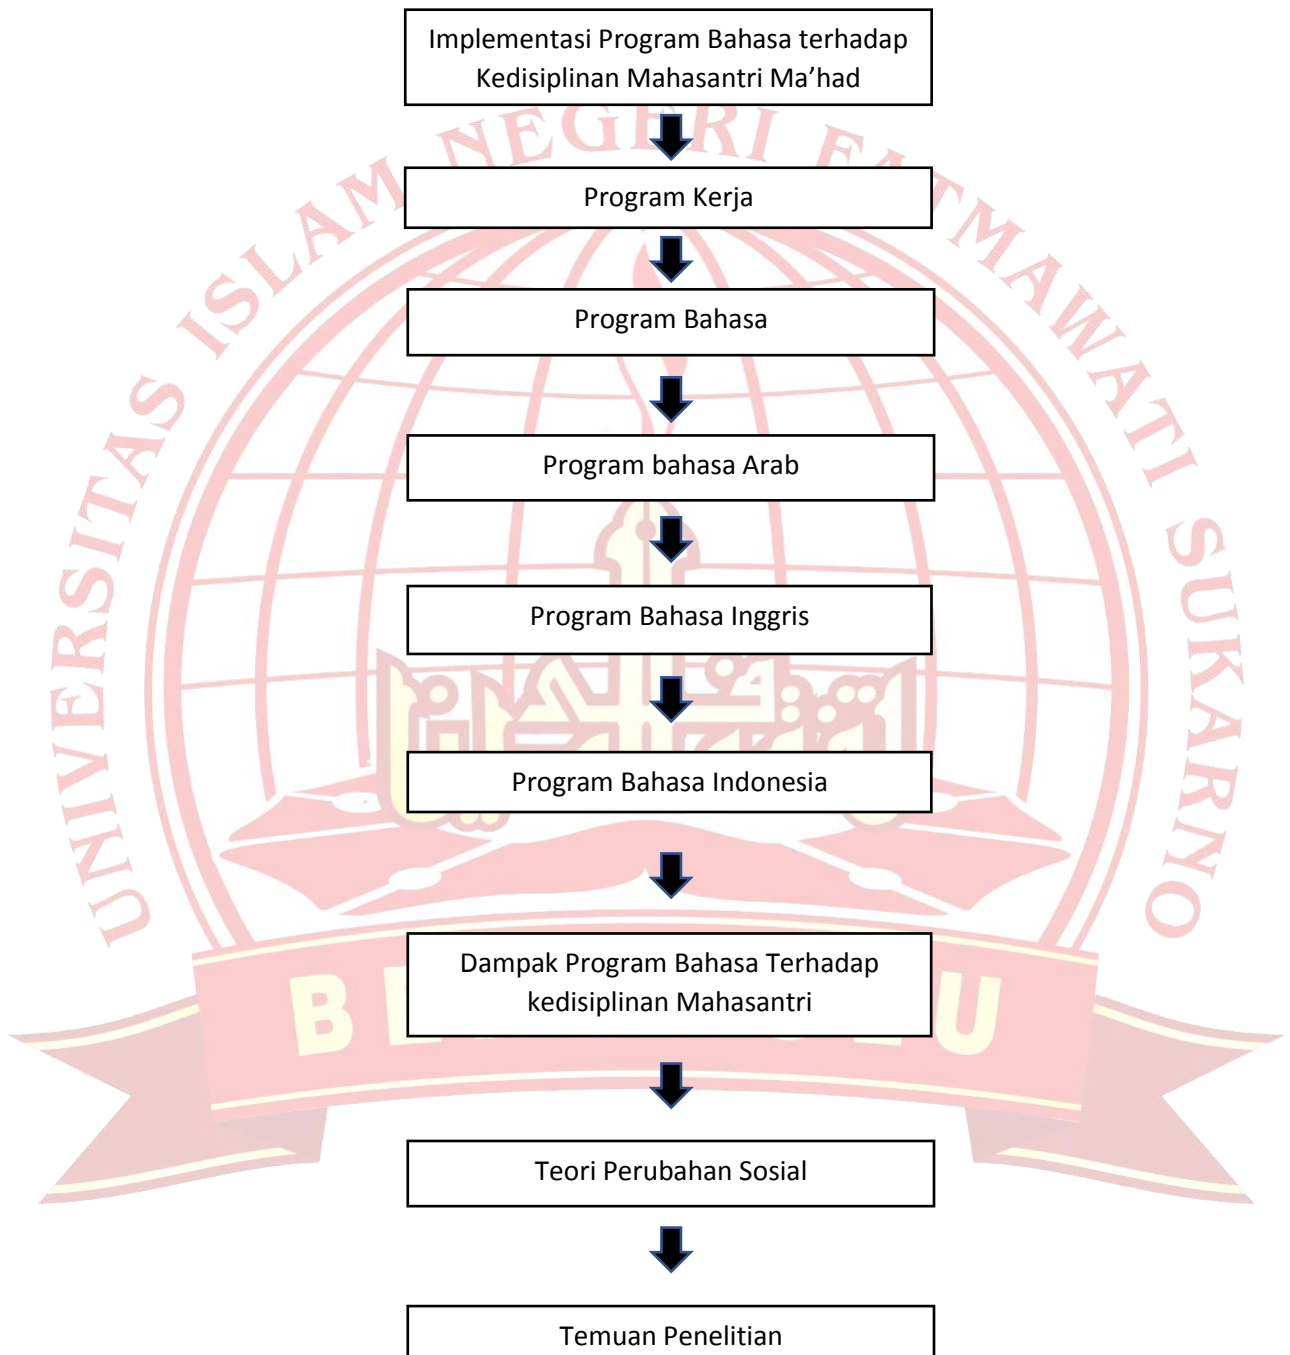 Implementasi Program Bahasa terhadap
Kedisiplinan Mahasantri Ma’had
UNIVERSITAS ISLAM NEGERI FATMAWATI SUKARNO
Program Kerja
Program Bahasa
Program bahasa Arab
Program Bahasa Inggris
Program Bahasa Indonesia
Dampak Program Bahasa Terhadap
kedisiplinan Mahasantri
Teori Perubahan Sosial
Temuan Penelitian